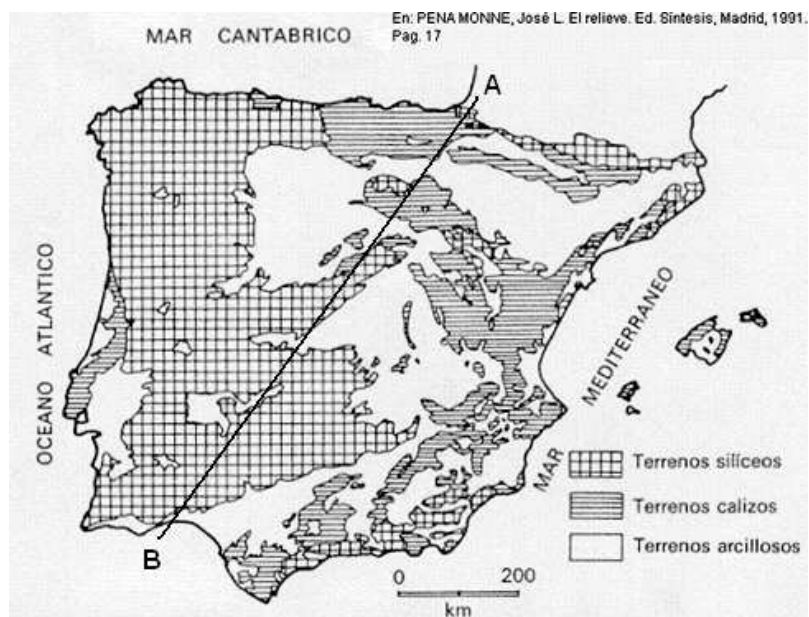 En: PENA MONNE, José L. El relieve. Ed. Síntesis, Madrid, 1991.
Pag. 17
MAR CANTABRICO
A
OCEANO ATLANTICO
MAR MEDITERRANEO
Terrenos silíceos
Terrenos calizos
Terrenos arcillosos
B
0 200
km